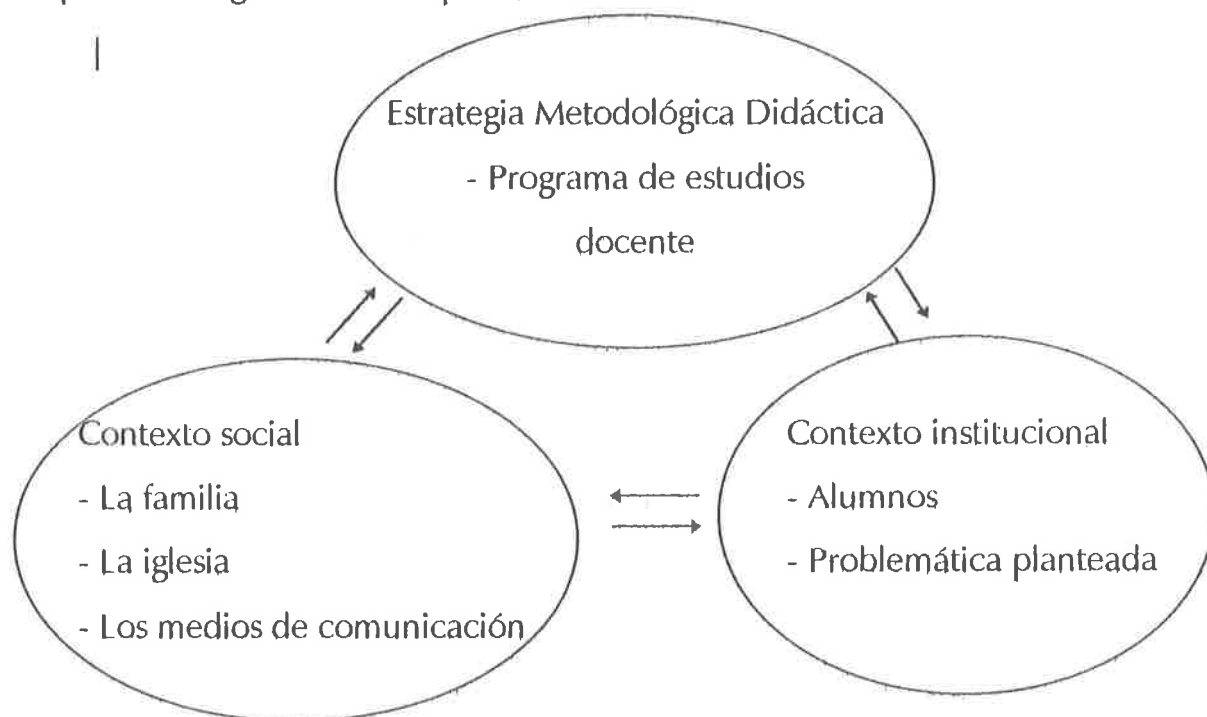 Estrategia Metodológica Didáctica
- Programa de estudios
docente
Contexto social
- La familia
- La iglesia
- Los medios de comunicación
Contexto institucional
- Alumnos
- Problemática planteada